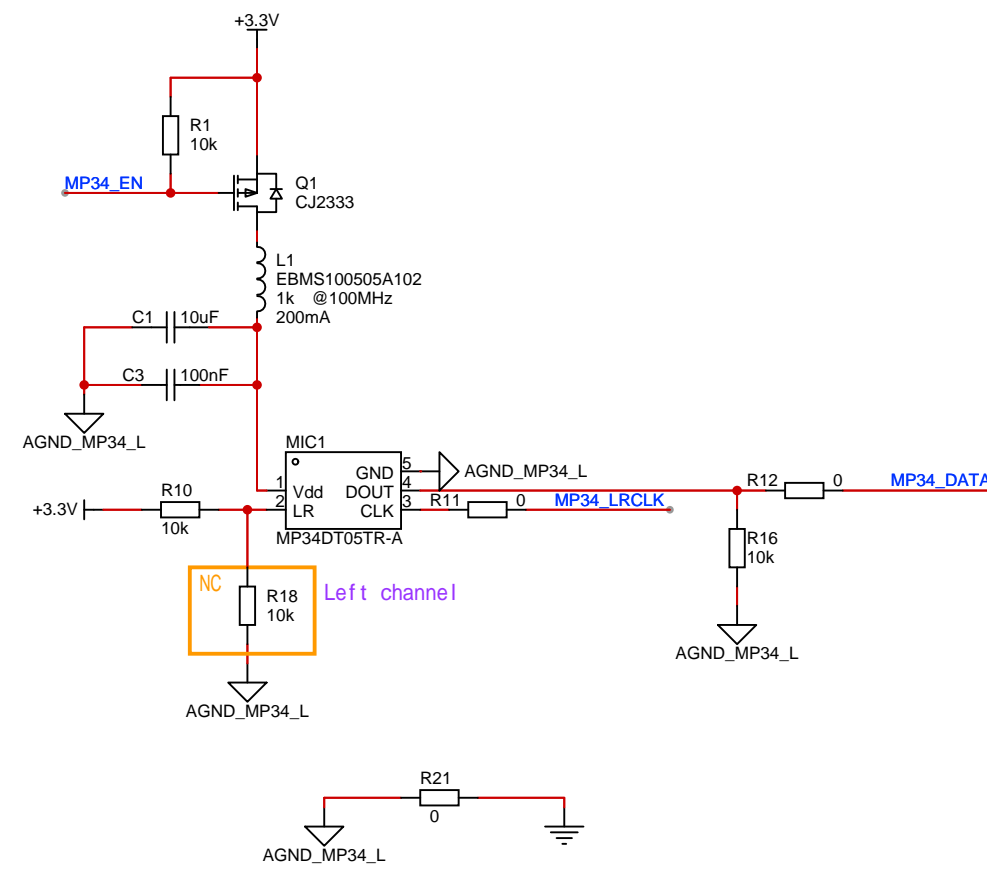 +3.3V
R1
10k
MP34_EN
Q1
CJ2333
L1
EBMS100505A102
1k @100MHz
200mA
C1 10uF
C3 100nF
AGND_MP34_L
MIC1
GND 5 AGND_MP34_L
1 Vdd DOUT 4 R12 0 MP34_DATA
2 LR CLK 3 R11 0 MP34_LRCLK
MP34DT05TR-A
+3.3V R10
10k
R16
10k
NC
R18
10k
Left channel
AGND_MP34_L
AGND_MP34_L
R21
0
AGND_MP34_L